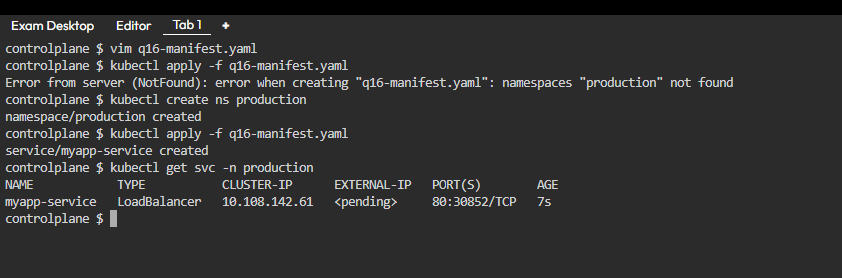 Exam Desktop Editor Tab 1 +
controlplane $ vim q16-manifest.yaml
controlplane $ kubectl apply -f q16-manifest.yaml
Error from server (NotFound): error when creating "q16-manifest.yaml": namespaces "production" not found
controlplane $ kubectl create ns production
namespace/production created
controlplane $ kubectl apply -f q16-manifest.yaml
service/myapp-service created
controlplane $ kubectl get svc -n production
NAME TYPE CLUSTER-IP EXTERNAL-IP PORT(S) AGE
myapp-service LoadBalancer 10.108.142.61 <pending> 80:30852/TCP 7s
controlplane $